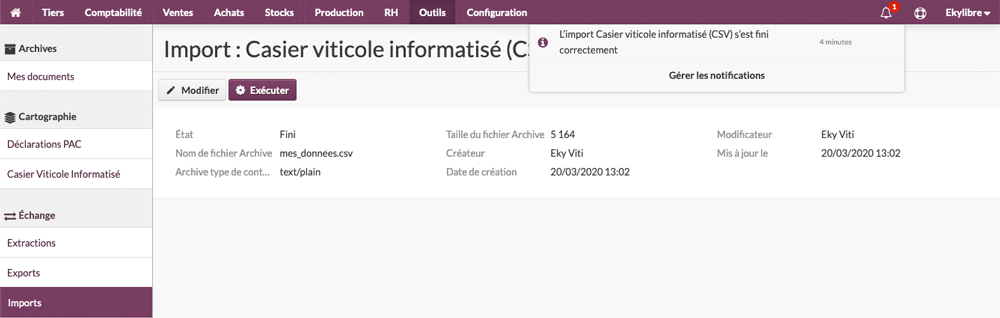 Tiers Comptabilité Ventes Achats Stocks Production RH Outils Configuration 1 Ekylibre
Archives
Mes documents
Cartographie
Déclarations PAC
Casier Viticole Informatisé
Échange
Extractions
Exports
Imports
Import : Casier viticole informatisé (C
L'import Casier viticole informatisé (CSV) s'est fini
correctement
4 minutes
Gérer les notifications
Modifier Exécuter
État Fini Taille du fichier Archive 5 164 Modificateur Eky Viti
Nom de fichier Archive mes_donnees.csv Créateur Eky Viti Mis à jour le 20/03/2020 13:02
Archive type de cont... text/plain Date de création 20/03/2020 13:02